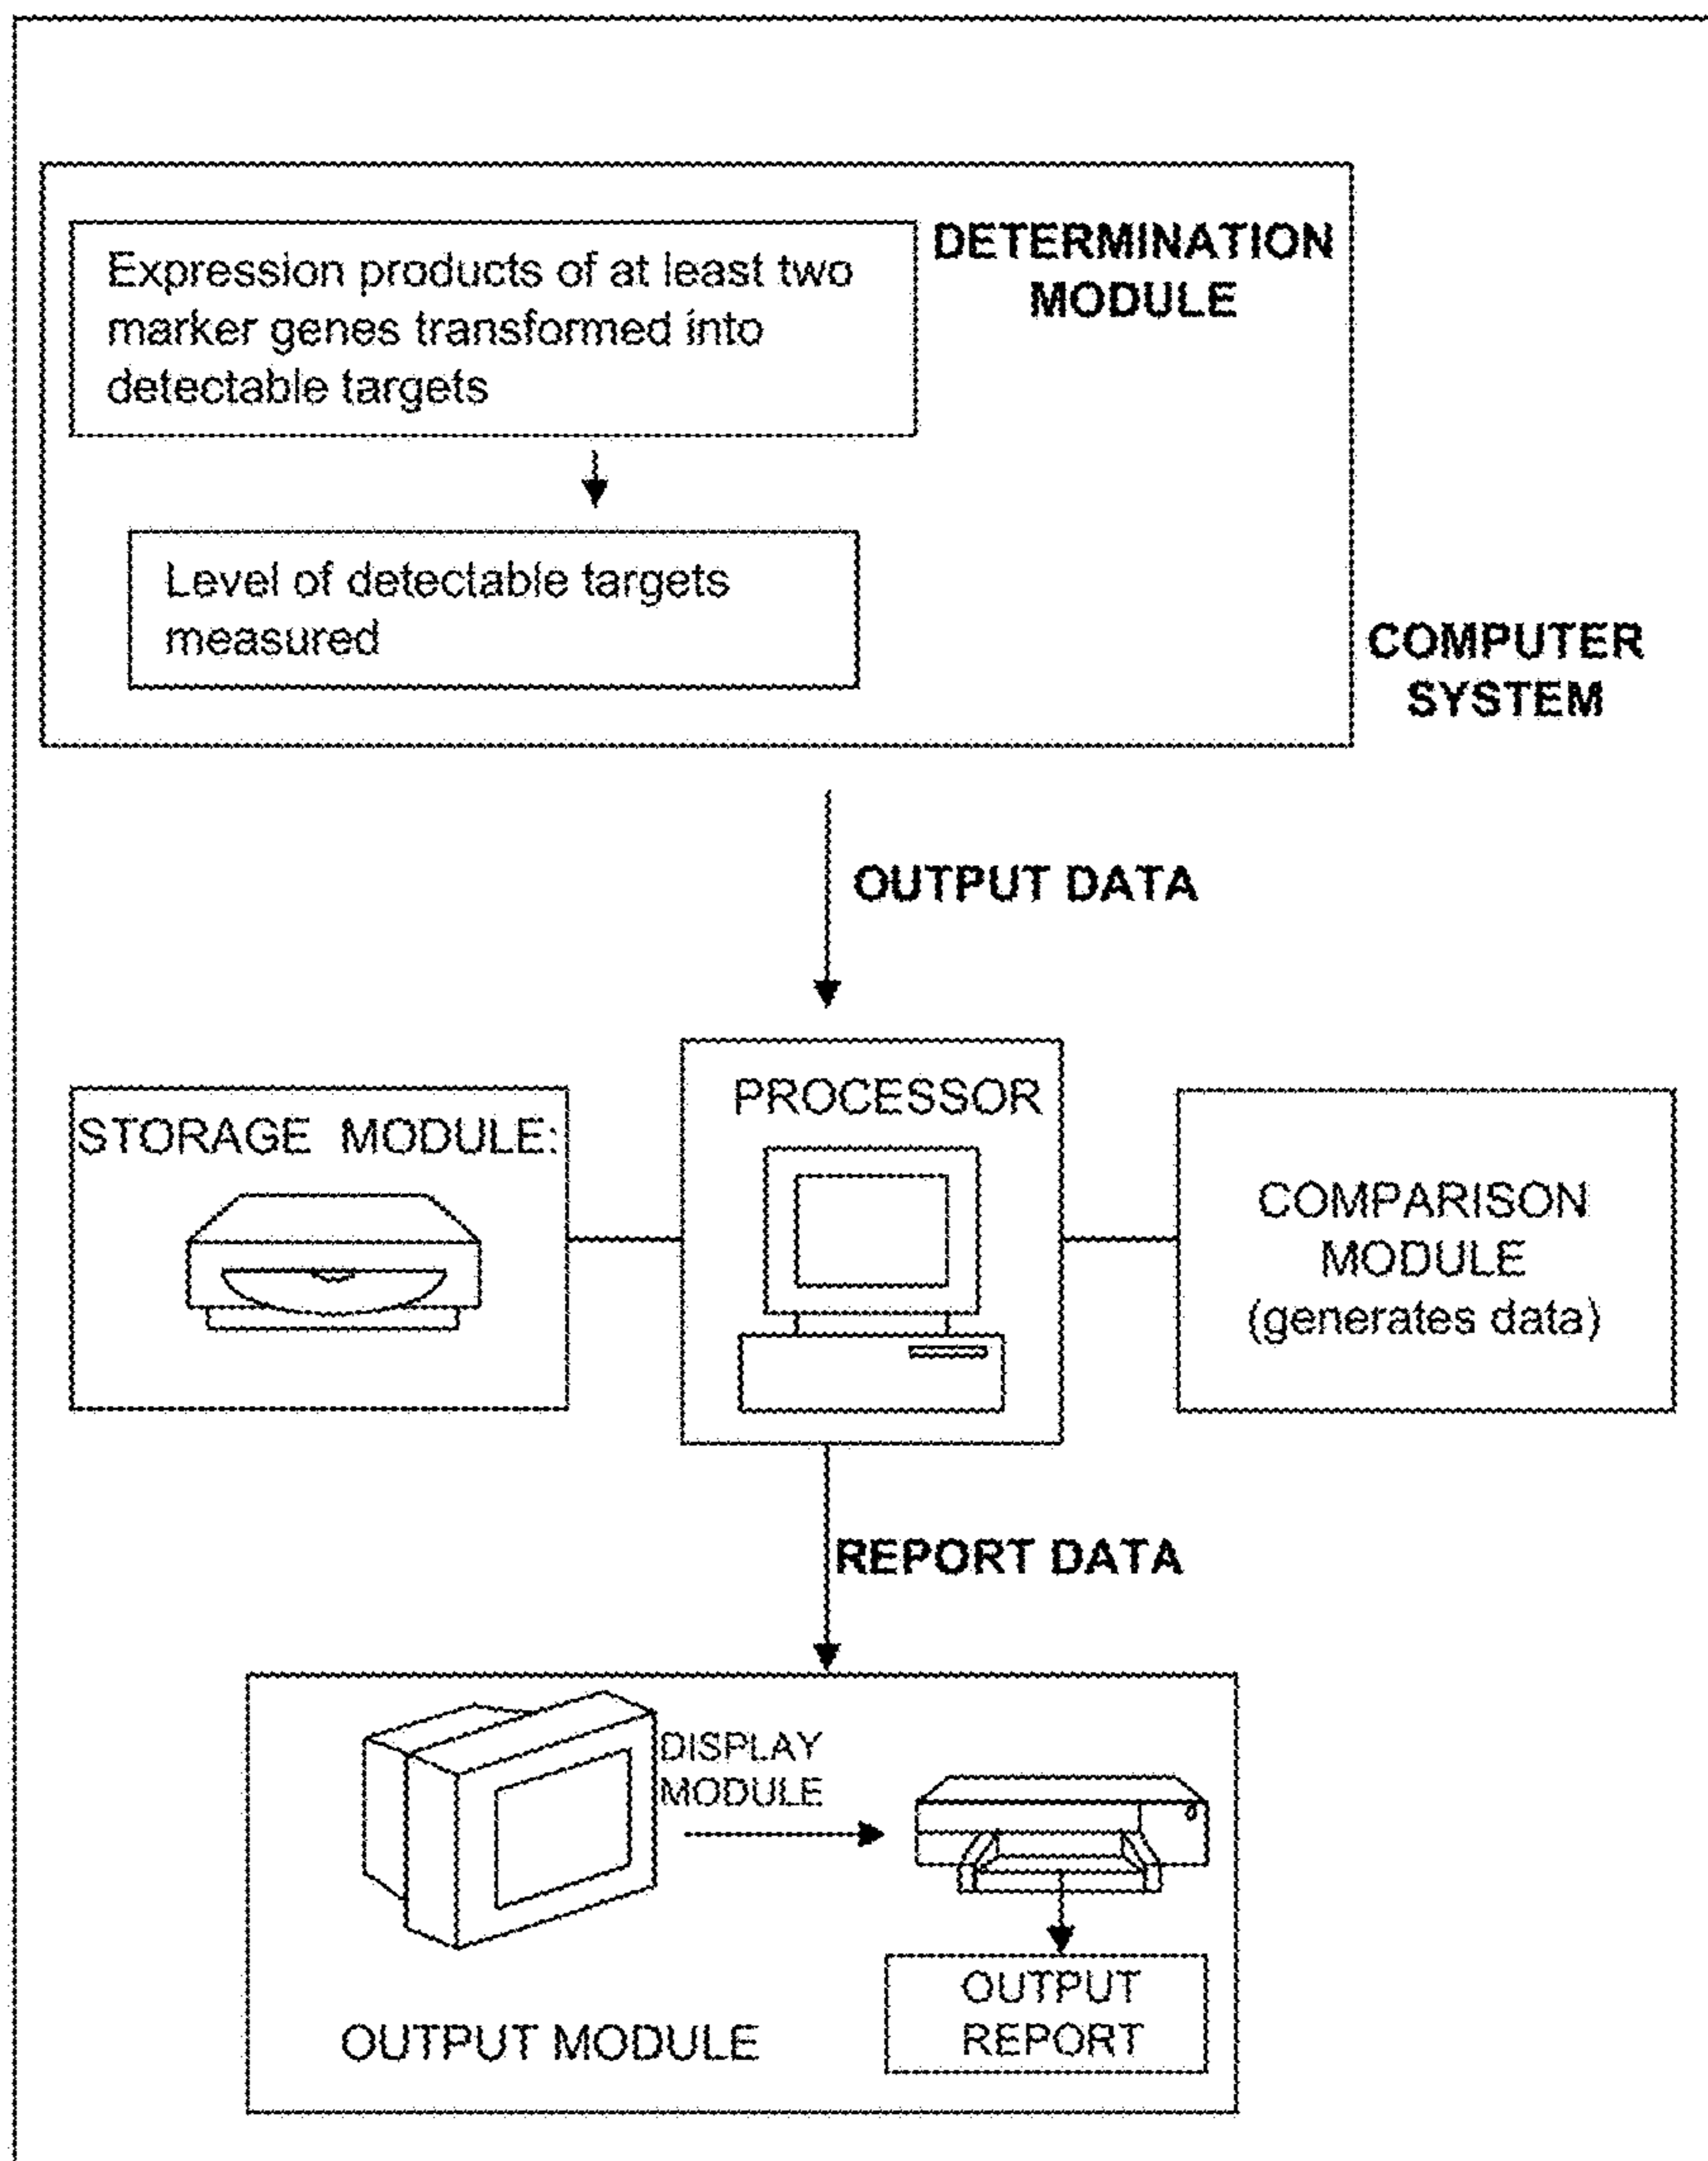 Expression products of at least two
marker genes transformed into
detectable targets
DETERMINATION
MODULE
Level of detectable targets
measured
COMPUTER
SYSTEM
OUTPUT DATA
STORAGE MODULE:
PROCESSOR
COMPARISON
MODULE
(generates data)
REPORT DATA
DISPLAY
MODULE
OUTPUT MODULE
OUTPUT
REPORT